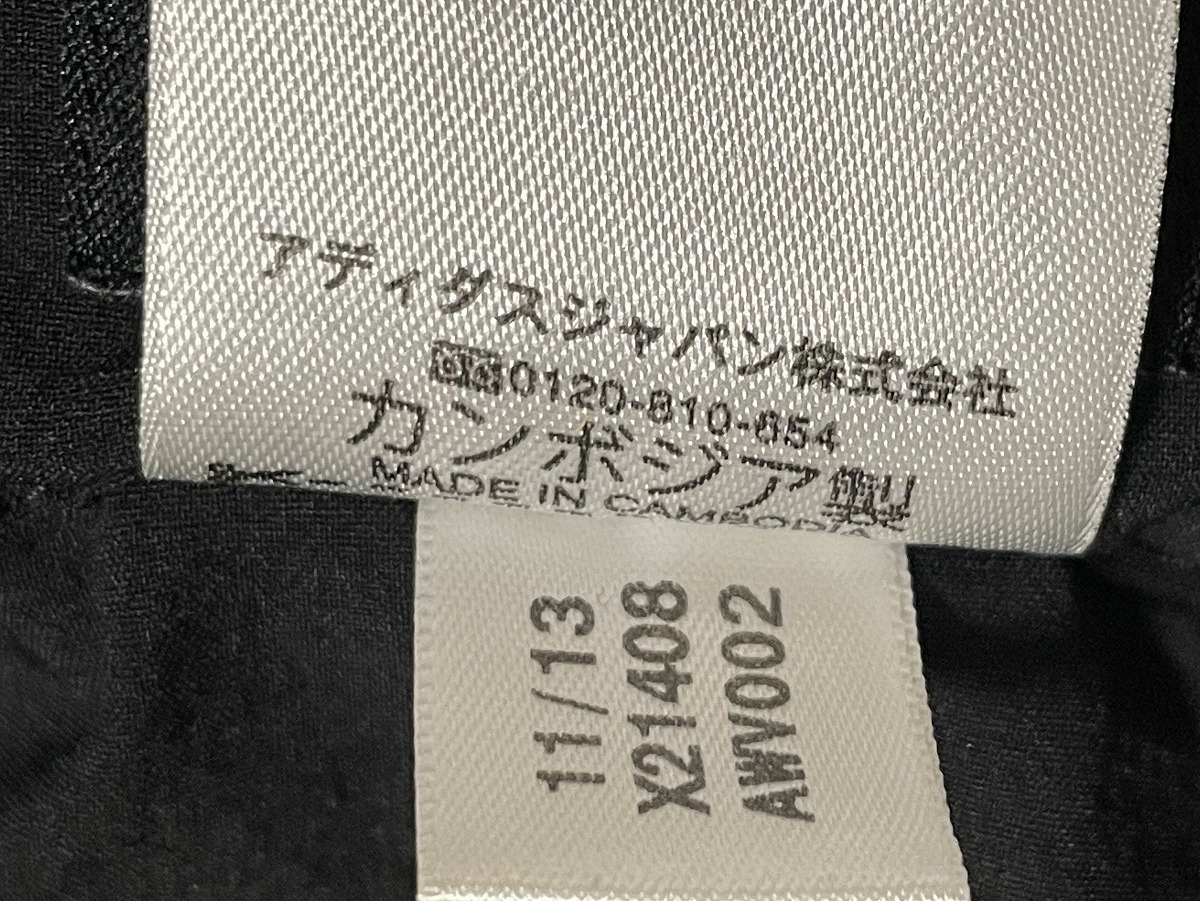 アディダスジャパン株式会社
0120-810-654
カンボジア製
MADE IN CAMBODIA
11/13
X21408
AWV002